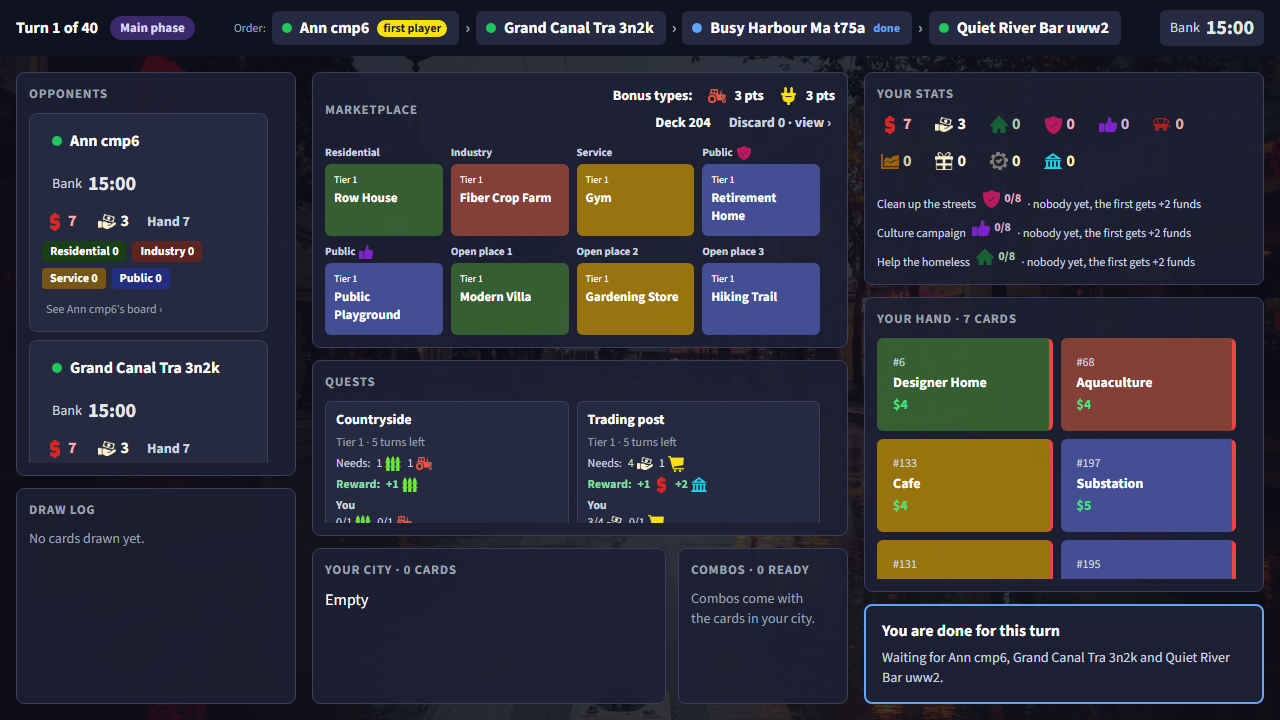 Turn 1 of 40 Main phase Order: Ann cmp6 first player › Grand Canal Tra 3n2k › Busy Harbour Ma t75a done › Quiet River Bar uww2 Bank 15:00
OPPONENTS
Ann cmp6
Bank 15:00
7 3 Hand 7
Residential 0 Industry 0
Service 0 Public 0
See Ann cmp6's board ›
Grand Canal Tra 3n2k
Bank 15:00
7 3 Hand 7
DRAW LOG
No cards drawn yet.
MARKETPLACE
Bonus types: 3 pts 3 pts
Deck 204 Discard 0 · view ›
Residential Industry Service Public
Tier 1 Tier 1 Tier 1 Tier 1
Row House Fiber Crop Farm Gym Retirement
Home
Public Open place 1 Open place 2 Open place 3
Tier 1 Tier 1 Tier 1 Tier 1
Public Modern Villa Gardening Store Hiking Trail
Playground
QUESTS
Countryside
Tier 1 · 5 turns left
Needs: 1 1
Reward: +1
You
0/1 0/1
Trading post
Tier 1 · 5 turns left
Needs: 4 1
Reward: +1 +2
You
3/4 0/1
YOUR CITY · 0 CARDS
Empty
COMBOS · 0 READY
Combos come with
the cards in your city.
YOUR STATS
7 3 0 0 0 0
0 0 0 0
Clean up the streets 0/8 · nobody yet, the first gets +2 funds
Culture campaign 0/8 · nobody yet, the first gets +2 funds
Help the homeless 0/8 · nobody yet, the first gets +2 funds
YOUR HAND · 7 CARDS
#6
Designer Home
$4
#68
Aquaculture
$4
#133
Cafe
$4
#197
Substation
$5
#131
#195
You are done for this turn
Waiting for Ann cmp6, Grand Canal Tra 3n2k and Quiet River
Bar uww2.